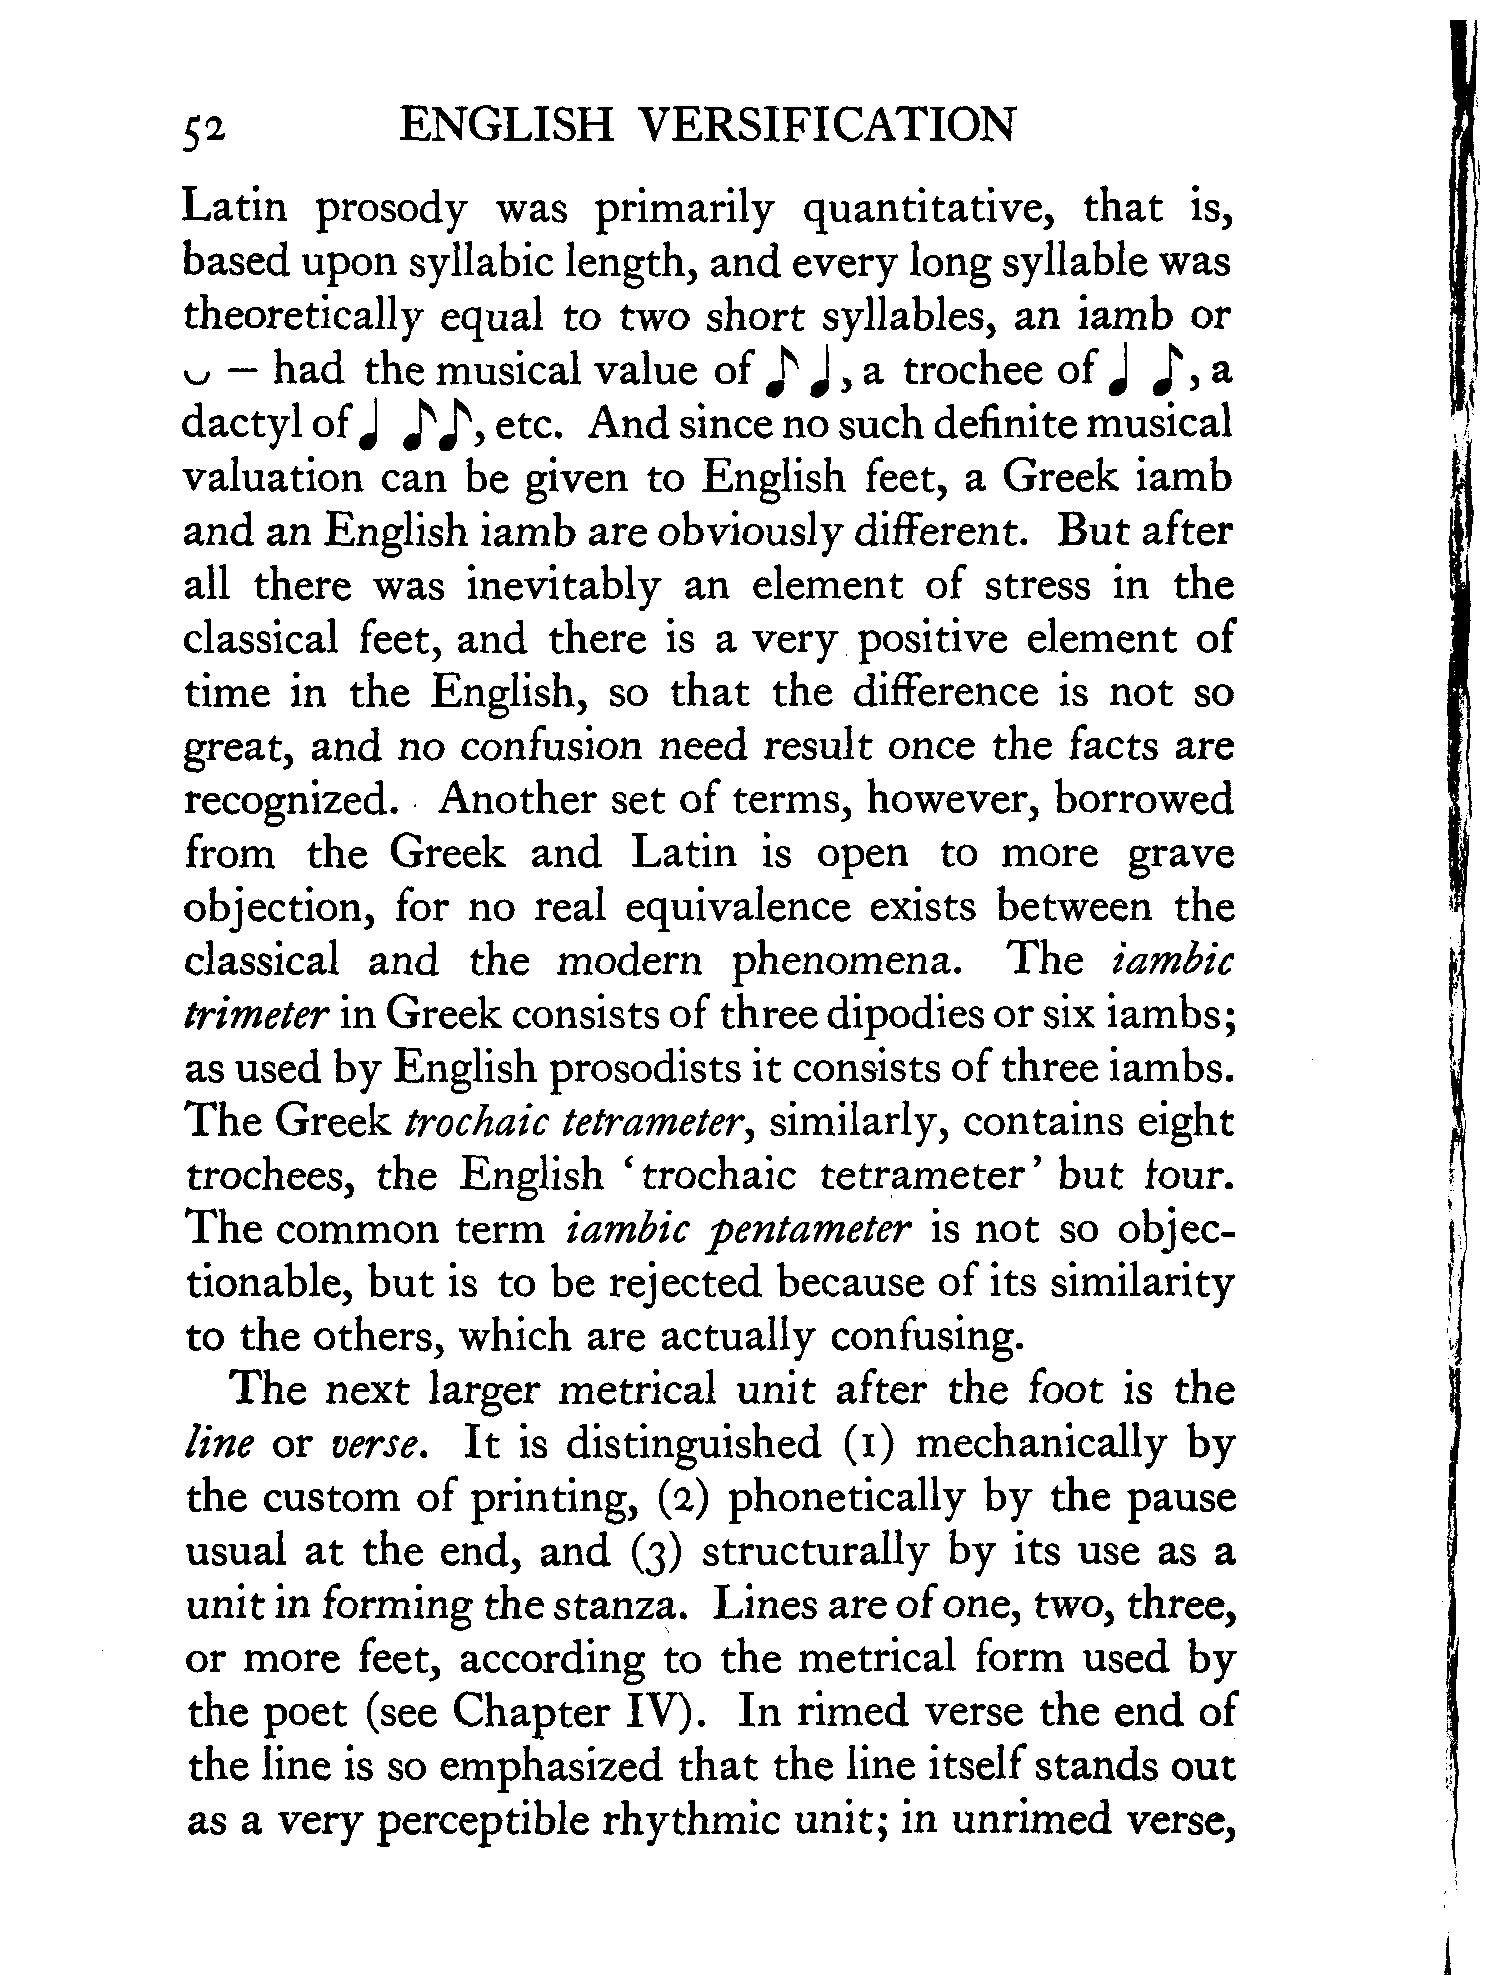 52 ENGLISH VERSIFICATION
Latin prosody was primarily quantitative, that is,
based upon syllabic length, and every long syllable was
theoretically equal to two short syllables, an iamb or
⏑ — had the musical value of ♪ ♩, a trochee of ♩ ♪, a
dactyl of ♩ ♪♪, etc. And since no such definite musical
valuation can be given to English feet, a Greek iamb
and an English iamb are obviously different. But after
all there was inevitably an element of stress in the
classical feet, and there is a very positive element of
time in the English, so that the difference is not so
great, and no confusion need result once the facts are
recognized. Another set of terms, however, borrowed
from the Greek and Latin is open to more grave
objection, for no real equivalence exists between the
classical and the modern phenomena. The iambic
trimeter in Greek consists of three dipodies or six iambs;
as used by English prosodists it consists of three iambs.
The Greek trochaic tetrameter, similarly, contains eight
trochees, the English ‘trochaic tetrameter’ but four.
The common term iambic pentameter is not so objec-
tionable, but is to be rejected because of its similarity
to the others, which are actually confusing.
The next larger metrical unit after the foot is the
line or verse. It is distinguished (1) mechanically by
the custom of printing, (2) phonetically by the pause
usual at the end, and (3) structurally by its use as a
unit in forming the stanza. Lines are of one, two, three,
or more feet, according to the metrical form used by
the poet (see Chapter IV). In rimed verse the end of
the line is so emphasized that the line itself stands out
as a very perceptible rhythmic unit; in unrimed verse,